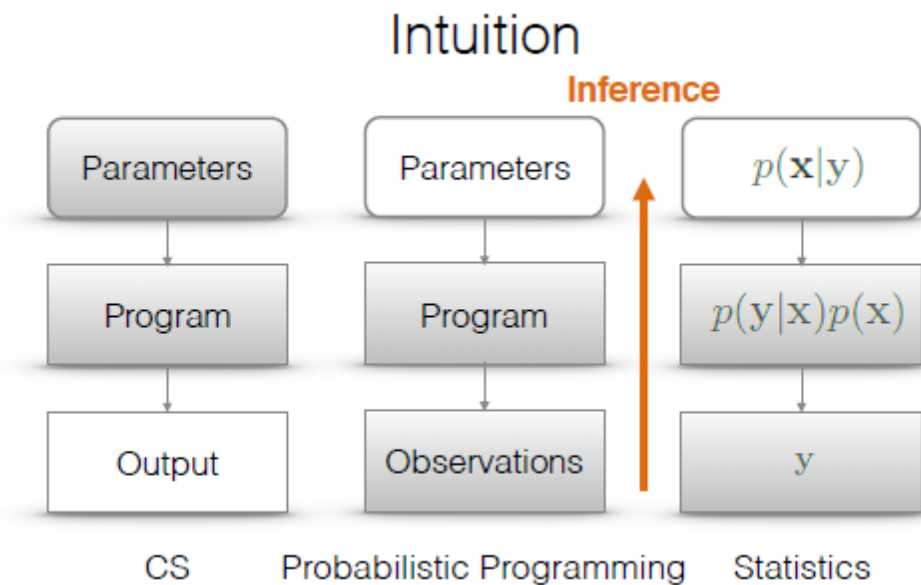 Intuition
Inference
Parameters
Parameters
p(x|y)
Program
Program
p(y|x)p(x)
Output
Observations
y
CS
Probabilistic Programming
Statistics